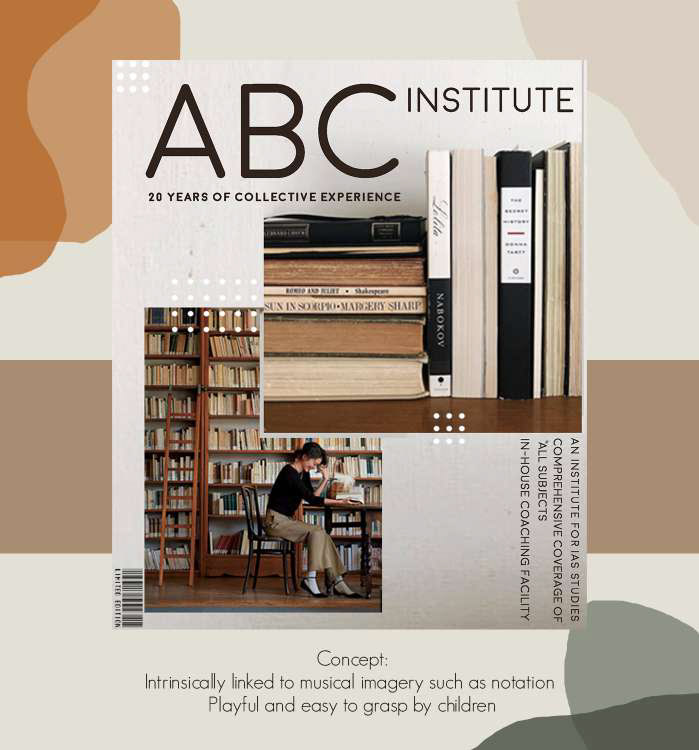 ABC
INSTITUTE
20 YEARS OF COLLECTIVE EXPERIENCE
ROMEO AND JULIET • Shakespeare
SUN IN SCORPIO • MARGERY SHARP
Lolita
NABOKOV
THE
SECRET
HISTORY
DONNA
TARTT
AN INSTITUTE FOR IAS STUDIES
COMPREHENSIVE COVERAGE OF
"ALL SUBJECTS
IN-HOUSE COACHING FACILITY
LIMITED EDITION
Concept:
Intrinsically linked to musical imagery such as notation
Playful and easy to grasp by children